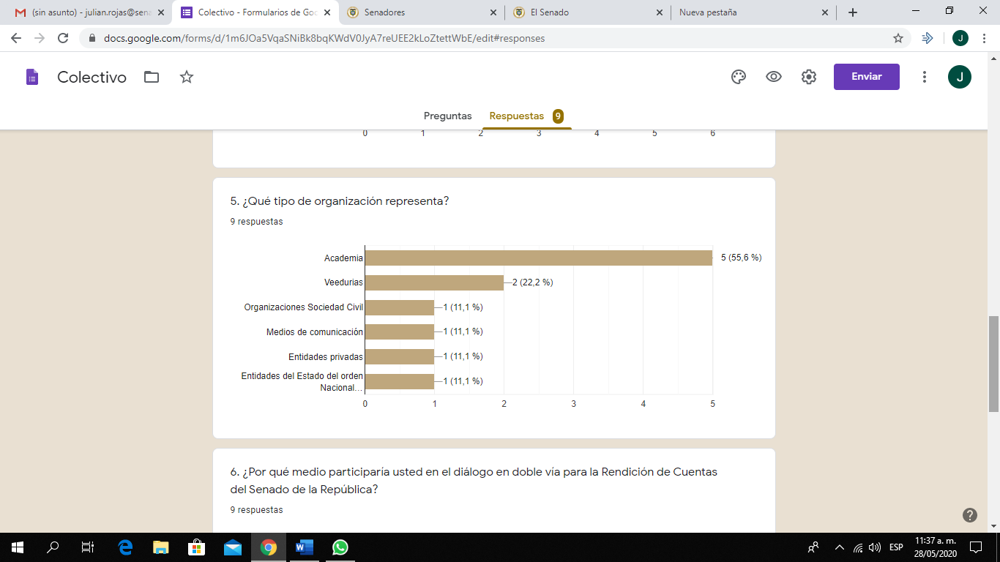 (sin asunto) - julian.rojas@sena
Colectivo - Formularios de Goo
Senadores
El Senado
Nueva pestaña
docs.google.com/forms/d/1m6JOa5VqaSNiBk8bqKWdV0JyA7reUEE2kLoZtettWbE/edit#responses
J
Colectivo
Enviar
J
Preguntas
Respuestas 9
0 1 2 3 4 5 6
5. ¿Qué tipo de organización representa?
9 respuestas
Academia 5 (55,6 %)
Veedurias 2 (22,2 %)
Organizaciones Sociedad Civil 1 (11,1 %)
Medios de comunicación 1 (11,1 %)
Entidades privadas 1 (11,1 %)
Entidades del Estado del orden
Nacional... 1 (11,1 %)
0 1 2 3 4 5
6. ¿Por qué medio participaría usted en el diálogo en doble vía para la Rendición de Cuentas
del Senado de la República?
9 respuestas
ESP
11:37 a. m.
28/05/2020